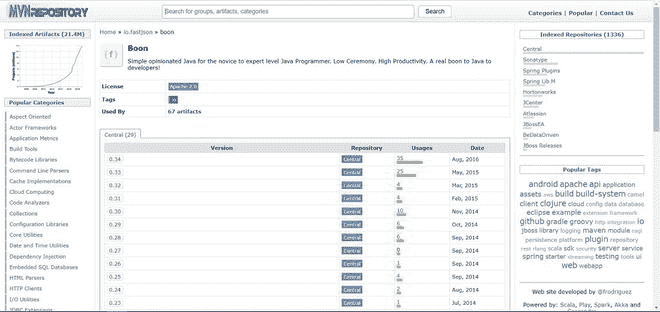 MVNREPOSITORY
Search for groups, artifacts, categories
Search
Categories | Popular | Contact Us
Indexed Artifacts (21.4M)
Popular Categories
Aspect Oriented
Actor Frameworks
Application Metrics
Build Tools
Bytecode Libraries
Command Line Parsers
Cache Implementations
Cloud Computing
Code Analyzers
Collections
Configuration Libraries
Core Utilities
Date and Time Utilities
Dependency Injection
Embedded SQL Databases
HTML Parsers
HTTP Clients
I/O Utilities
JDBC Extensions
Home » io.fastjson » boon
Boon
Simple opinionated Java for the novice to expert level Java Programmer. Low Ceremony. High Productivity. A real boon to Java to
developers!
License Apache 2.0
Tags io
Used By 67 artifacts
Central (29)
Version Repository Usages Date
0.34 Central 35 Aug, 2016
0.33 Central 25 May, 2015
0.32 Central 4 Mar, 2015
0.31 Central 4 Feb, 2015
0.30 Central 10 Nov, 2014
0.29 Central 6 Oct, 2014
0.28 Central 6 Sep, 2014
0.27 Central 0 Sep, 2014
0.26 Central 1 Sep, 2014
0.25 Central 4 Sep, 2014
0.24 Central 2 Aug, 2014
0.23 Central 1 Jul, 2014
Indexed Repositories (1336)
Central
Sonatype
Spring Plugins
Spring Lib M
Hortonworks
JCenter
Atlassian
JBossEA
BeDataDriven
JBoss Releases
Popular Tags
android apache api application
assets aws build build-system camel
client clojure cloud config data database
eclipse example extension framework
github gradle groovy http integration io
jboss library logging maven module
persistence platform plugin repository
rest rlang scala sdk security server service
spring starter streaming testing tools ui
web webapp
Web site developed by @frodriguez
Powered by: Scala, Play, Spark, Akka and